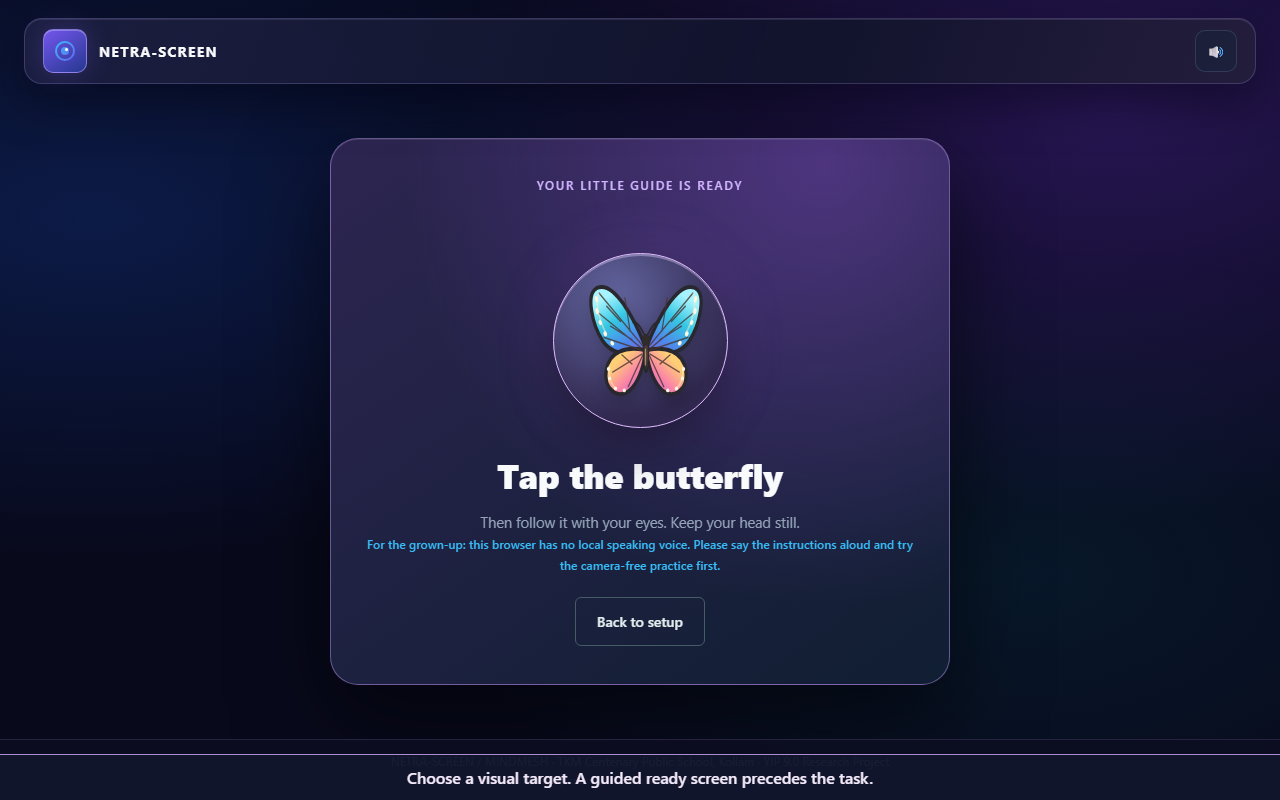 NETRA-SCREEN
YOUR LITTLE GUIDE IS READY
Tap the butterfly
Then follow it with your eyes. Keep your head still.
For the grown-up: this browser has no local speaking voice. Please say the instructions aloud and try
the camera-free practice first.
Back to setup
Choose a visual target. A guided ready screen precedes the task.